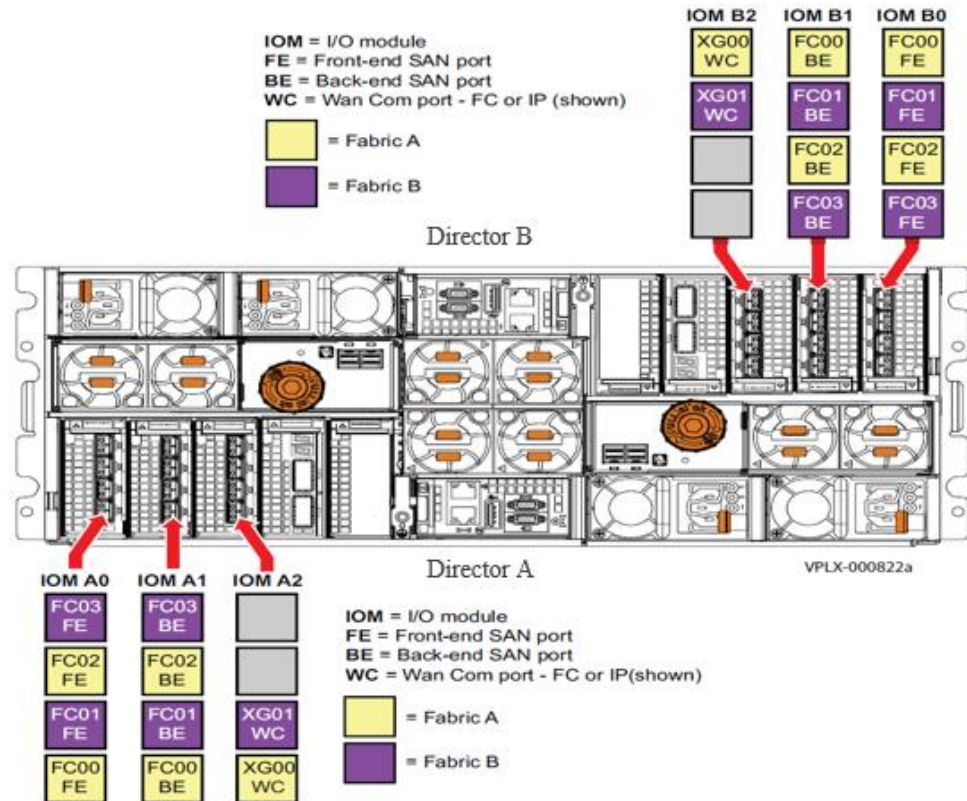 IOM B2 IOM B1 IOM B0
IOM = I/O module
FE = Front-end SAN port
BE = Back-end SAN port
WC = Wan Com port - FC or IP (shown)
= Fabric A
= Fabric B
XG00
WC
FC00
BE
FC00
FE
XG01
WC
FC01
BE
FC01
FE
FC02
BE
FC02
FE
FC03
BE
FC03
FE
Director B
Director A
VPLX-000822a
IOM A0 IOM A1 IOM A2
FC03
FE
FC03
BE
FC02
FE
FC02
BE
FC01
FE
FC01
BE
XG01
WC
FC00
FE
FC00
BE
XG00
WC
IOM = I/O module
FE = Front-end SAN port
BE = Back-end SAN port
WC = Wan Com port - FC or IP(shown)
= Fabric A
= Fabric B